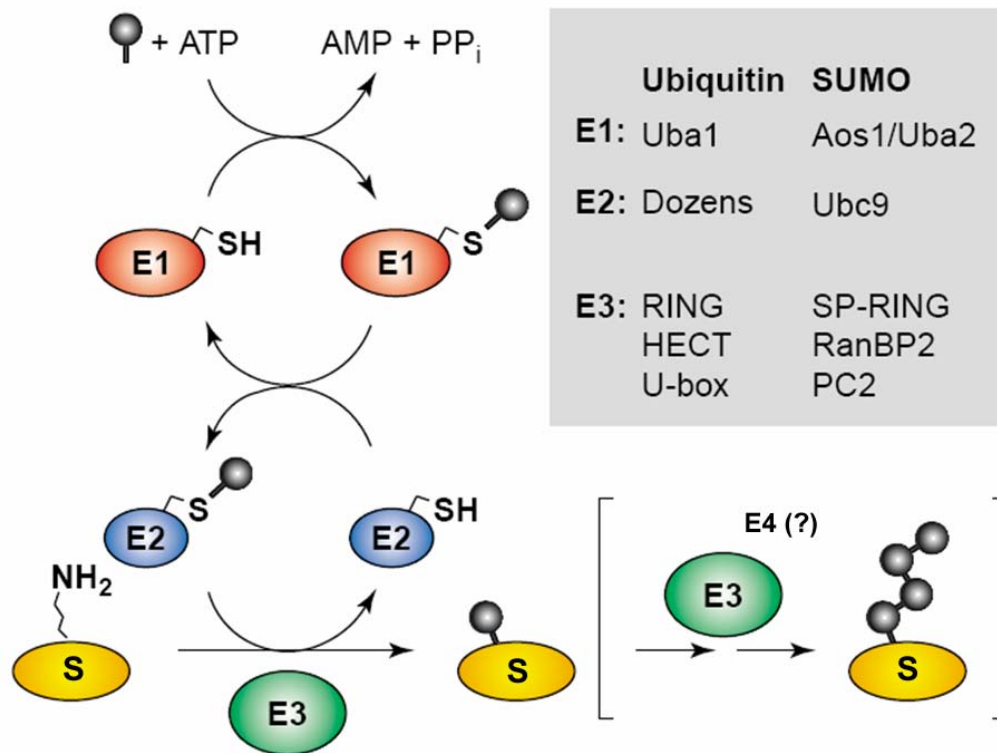 + ATP
AMP + PPi
Ubiquitin SUMO
E1: Uba1 Aos1/Uba2
E2: Dozens Ubc9
E3: RING SP-RING
HECT RanBP2
U-box PC2
E1 SH
E1 S
E2 S
E2 SH
E4 (?)
NH2
E3
S
E3
S
S